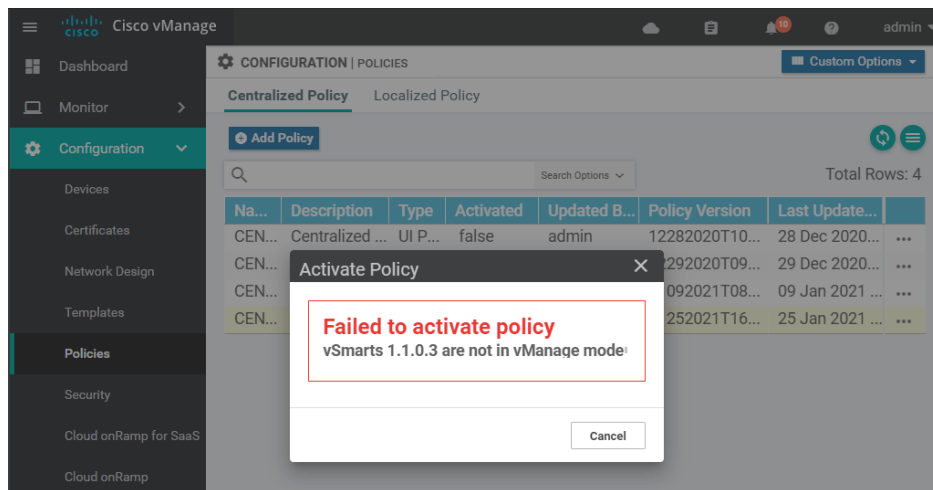 cisco Cisco vManage 10 admin
Dashboard
Monitor
Configuration
Devices
Certificates
Network Design
Templates
Policies
Security
Cloud onRamp for SaaS
Cloud onRamp
CONFIGURATION | POLICIES
Custom Options
Centralized Policy Localized Policy
Add Policy
Search Options
Total Rows: 4
Na... Description Type Activated Updated B... Policy Version Last Update...
CEN... Centralized ... UI P... false admin 12282020T10... 28 Dec 2020... ...
CEN... 2292020T09... 29 Dec 2020... ...
CEN... 092021T08... 09 Jan 2021 ... ...
CEN... 252021T16... 25 Jan 2021 ... ...
Activate Policy
Failed to activate policy
vSmarts 1.1.0.3 are not in vManage mode
Cancel